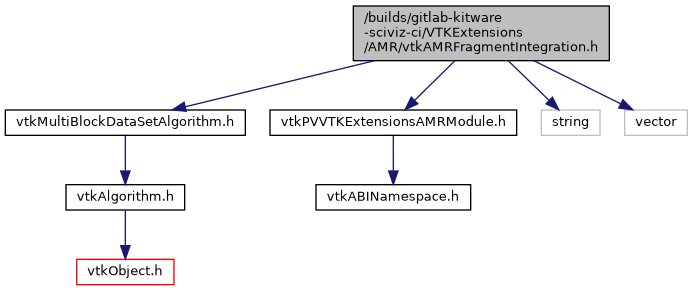 /builds/gitlab-kitware
-sciviz-ci/VTKExtensions
/AMR/vtkAMRFragmentIntegration.h
vtkMultiBlockDataSetAlgorithm.h
vtkPVVTKExtensionsAMRModule.h
string
vector
vtkAlgorithm.h
vtkABINamespace.h
vtkObject.h